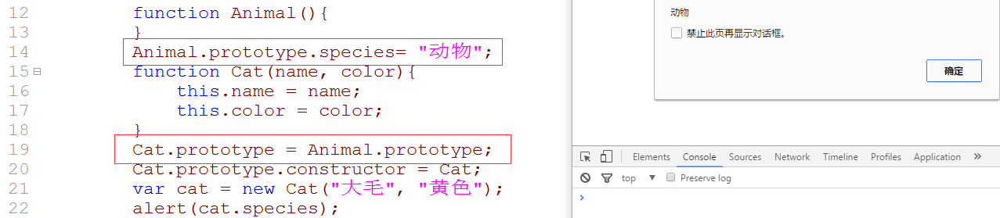 12 function Animal(){
13 }
14 Animal.prototype.species= "动物";
15 function Cat(name, color){
16 this.name = name;
17 this.color = color;
18 }
19 Cat.prototype = Animal.prototype;
20 Cat.prototype.constructor = Cat;
21 var cat = new Cat("大毛", "黄色");
22 alert(cat.species);
动物
禁止此页再显示对话框。
确定
Elements Console Sources Network Timeline Profiles Application »
top ▼ Preserve log
›